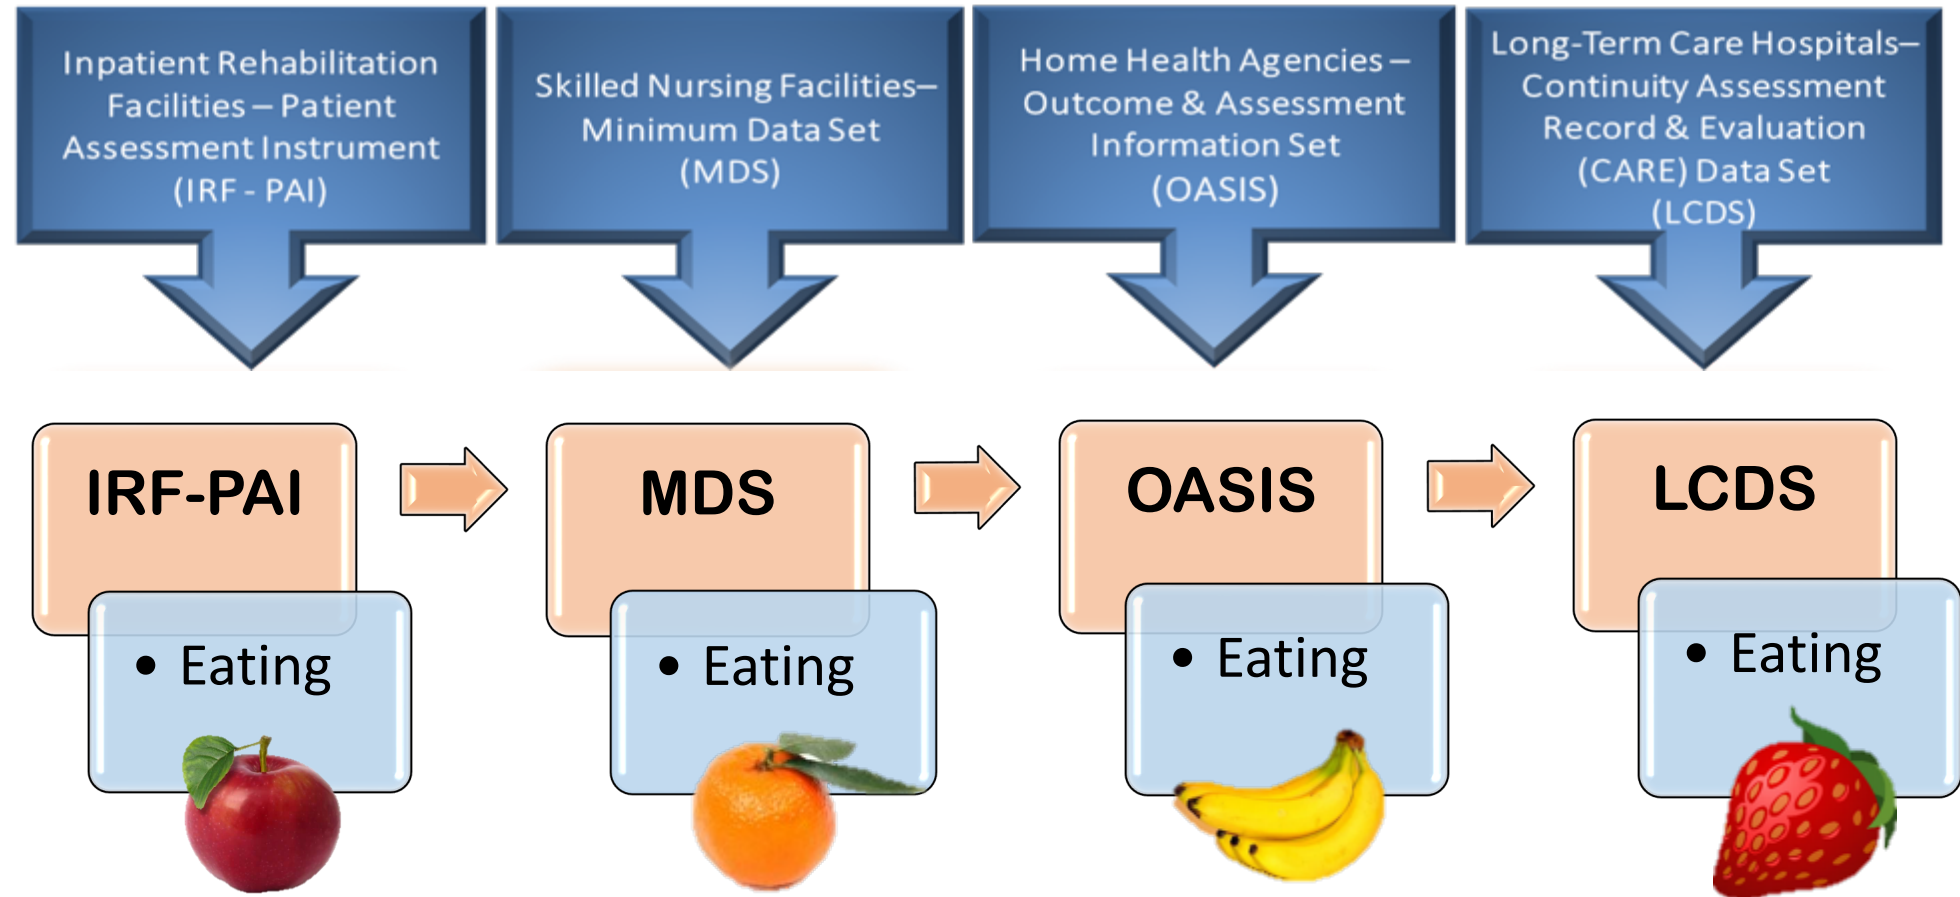 Inpatient Rehabilitation
Facilities – Patient
Assessment Instrument
(IRF - PAI)
Skilled Nursing Facilities–
Minimum Data Set
(MDS)
Home Health Agencies –
Outcome & Assessment
Information Set
(OASIS)
Long-Term Care Hospitals–
Continuity Assessment
Record & Evaluation
(CARE) Data Set
(LCDS)
IRF-PAI
MDS
OASIS
LCDS
• Eating
• Eating
• Eating
• Eating